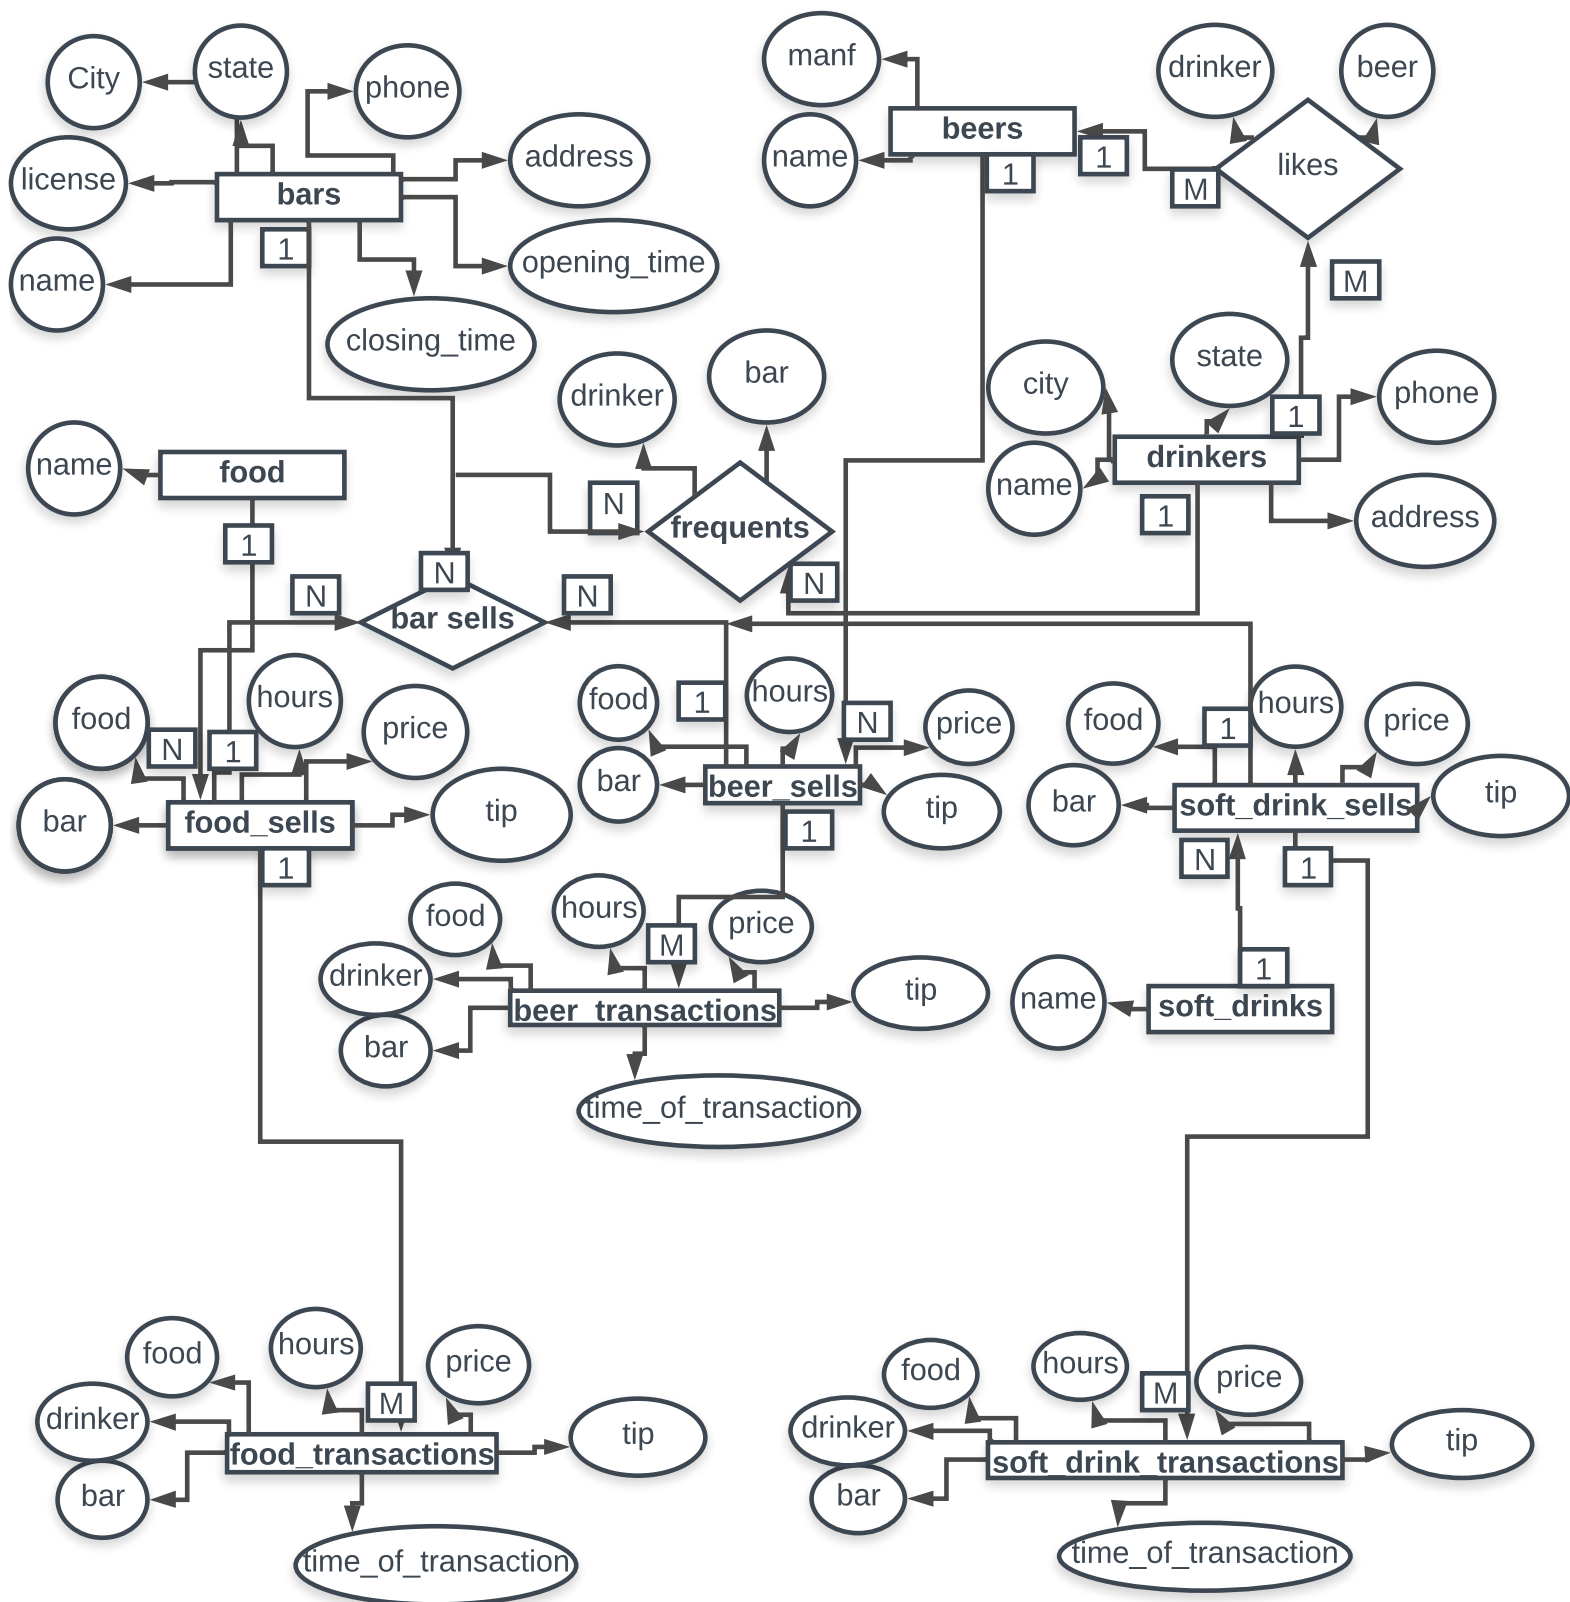 City
state
phone
manf
drinker
beer
beers
name
address
1
likes
license
bars
1
M
1
opening_time
name
M
closing_time
state
bar
city
drinker
phone
1
name
food
drinkers
name
N
frequents
1
address
1
N
N
N
N
bar sells
food
hours
price
N
1
food
1
hours
N
price
food
1
hours
price
bar
food_sells
tip
bar
beer_sells
tip
bar
soft_drink_sells
tip
1
1
N
1
food
hours
price
M
drinker
tip
1
beer_transactions
name
soft_drinks
bar
time_of_transaction
food
hours
price
M
drinker
tip
food_transactions
bar
time_of_transaction
food
hours
M
price
drinker
tip
soft_drink_transactions
bar
time_of_transaction